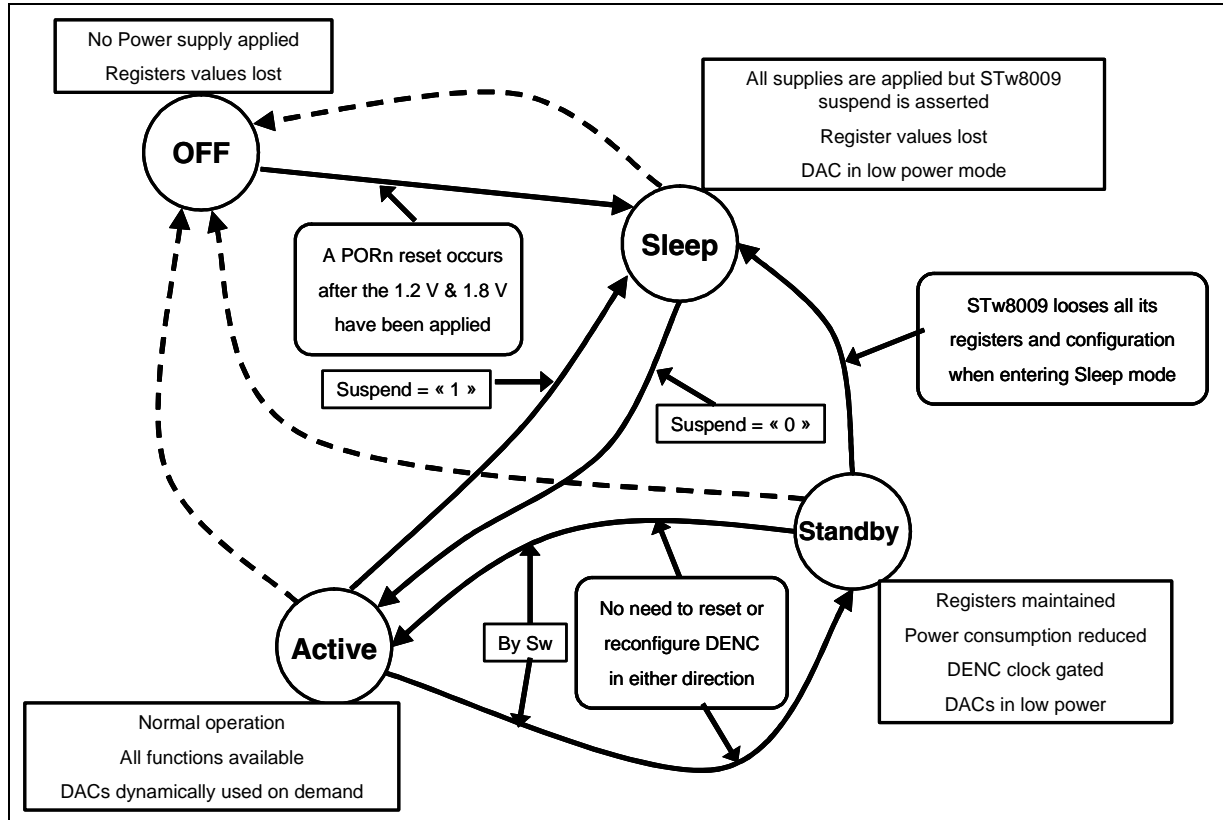 No Power supply applied
Registers values lost
OFF
All supplies are applied but STw8009
suspend is asserted
Register values lost
DAC in low power mode
Sleep
A PORn reset occurs
after the 1.2 V & 1.8 V
have been applied
STw8009 looses all its
registers and configuration
when entering Sleep mode
Suspend = « 1 »
Suspend = « 0 »
Standby
No need to reset or
reconfigure DENC
in either direction
By Sw
Active
Registers maintained
Power consumption reduced
DENC clock gated
DACs in low power
Normal operation
All functions available
DACs dynamically used on demand